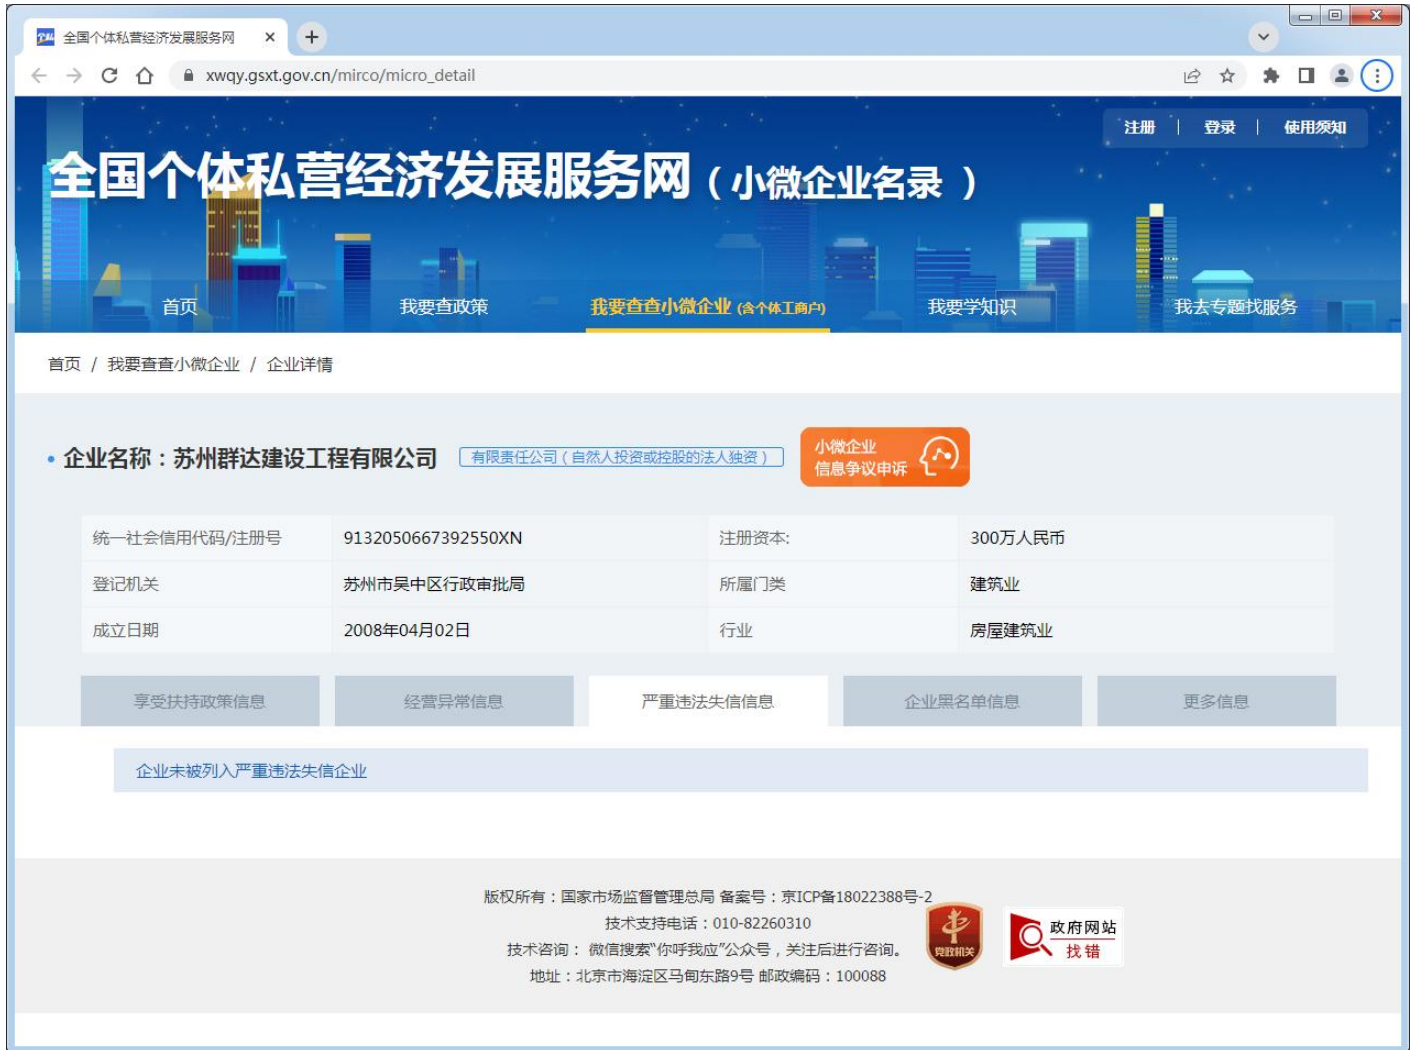 个私 全国个体私营经济发展服务网
xwqy.gsxt.gov.cn/mirco/micro_detail
注册 | 登录 | 使用须知
全国个体私营经济发展服务网（小微企业名录 ）
首页 我要查政策 我要查查小微企业 (含个体工商户) 我要学知识 我去专题找服务
首页 / 我要查查小微企业 / 企业详情
小微企业
• 企业名称：苏州群达建设工程有限公司 有限责任公司（自然人投资或控股的法人独资）
信息争议申诉
统一社会信用代码/注册号 9132050667392550XN 注册资本: 300万人民币
登记机关 苏州市吴中区行政审批局 所属门类 建筑业
成立日期 2008年04月02日 行业 房屋建筑业
享受扶持政策信息 经营异常信息 严重违法失信信息 企业黑名单信息 更多信息
企业未被列入严重违法失信企业
版权所有：国家市场监督管理总局 备案号：京ICP备18022388号-2
技术支持电话：010-82260310
技术咨询： 微信搜索“你呼我应”公众号，关注后进行咨询。
地址：北京市海淀区马甸东路9号 邮政编码：100088
党政机关
政府网站
找错